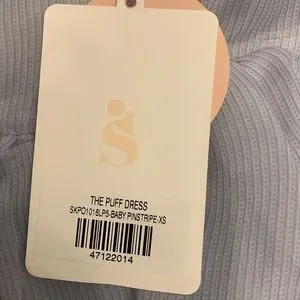 THE PUFF DRESS
SKPO1016LPS-BABY PINSTRIPE-XS
47122014